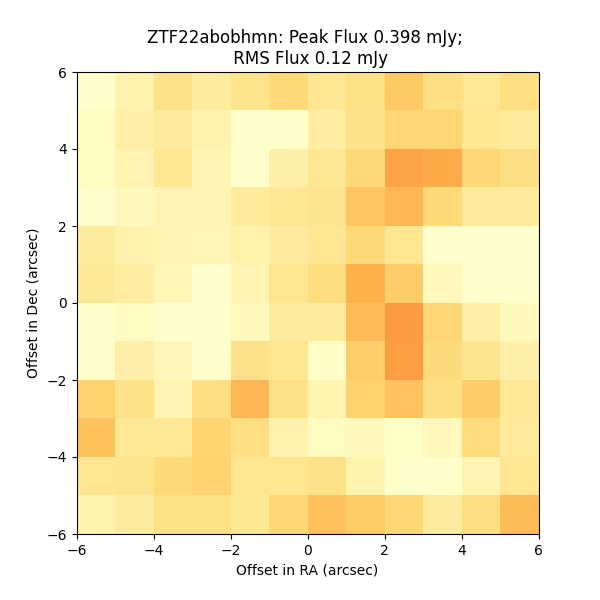 ZTF22abobhmn: Peak Flux 0.398 mJy;
RMS Flux 0.12 mJy
6
4
2
0
−2
−4
−6
Offset in Dec (arcsec)
−6 −4 −2 0 2 4 6
Offset in RA (arcsec)